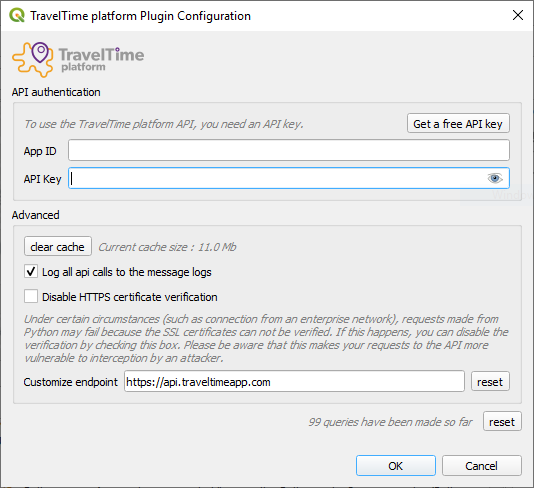 TravelTime platform Plugin Configuration
TravelTime
platform
API authentication
To use the TravelTime platform API, you need an API key.
Get a free API key
App ID
API Key
Advanced
clear cache
Current cache size : 11.0 Mb
Log all api calls to the message logs
Disable HTTPS certificate verification
Under certain circumstances (such as connection from an enterprise network), requests made from
Python may fail because the SSL certificates can not be verified. If this happens, you can disable the
verification by checking this box. Please be aware that this makes your requests to the API more
vulnerable to interception by an attacker.
Customize endpoint
https://api.traveltimeapp.com
reset
99 queries have been made so far
reset
OK
Cancel